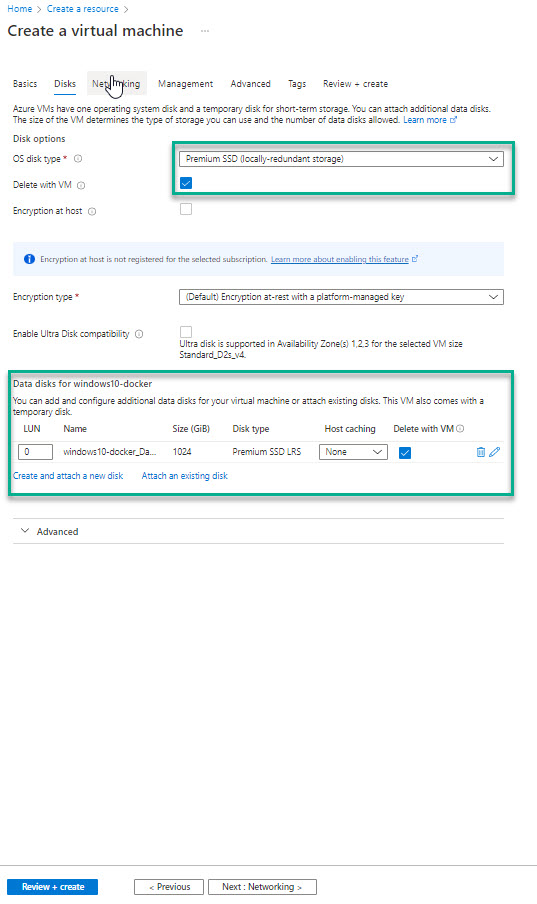 Home > Create a resource >
Create a virtual machine ...
Basics Disks Networking Management Advanced Tags Review + create
Azure VMs have one operating system disk and a temporary disk for short-term storage. You can attach additional data disks.
The size of the VM determines the type of storage you can use and the number of data disks allowed. Learn more
Disk options
OS disk type * Premium SSD (locally-redundant storage)
Delete with VM
Encryption at host
Encryption at host is not registered for the selected subscription. Learn more about enabling this feature
Encryption type * (Default) Encryption at-rest with a platform-managed key
Enable Ultra Disk compatibility
Ultra disk is supported in Availability Zone(s) 1,2,3 for the selected VM size
Standard_D2s_v4.
Data disks for windows10-docker
You can add and configure additional data disks for your virtual machine or attach existing disks. This VM also comes with a
temporary disk.
LUN Name Size (GiB) Disk type Host caching Delete with VM
0 windows10-docker_Da... 1024 Premium SSD LRS None
Create and attach a new disk Attach an existing disk
Advanced
Review + create < Previous Next : Networking >